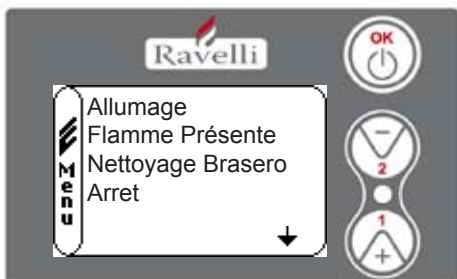 Ravelli
OK
Menu
Allumage
Flamme Présente
Nettoyage Brasero
Arret
2
1